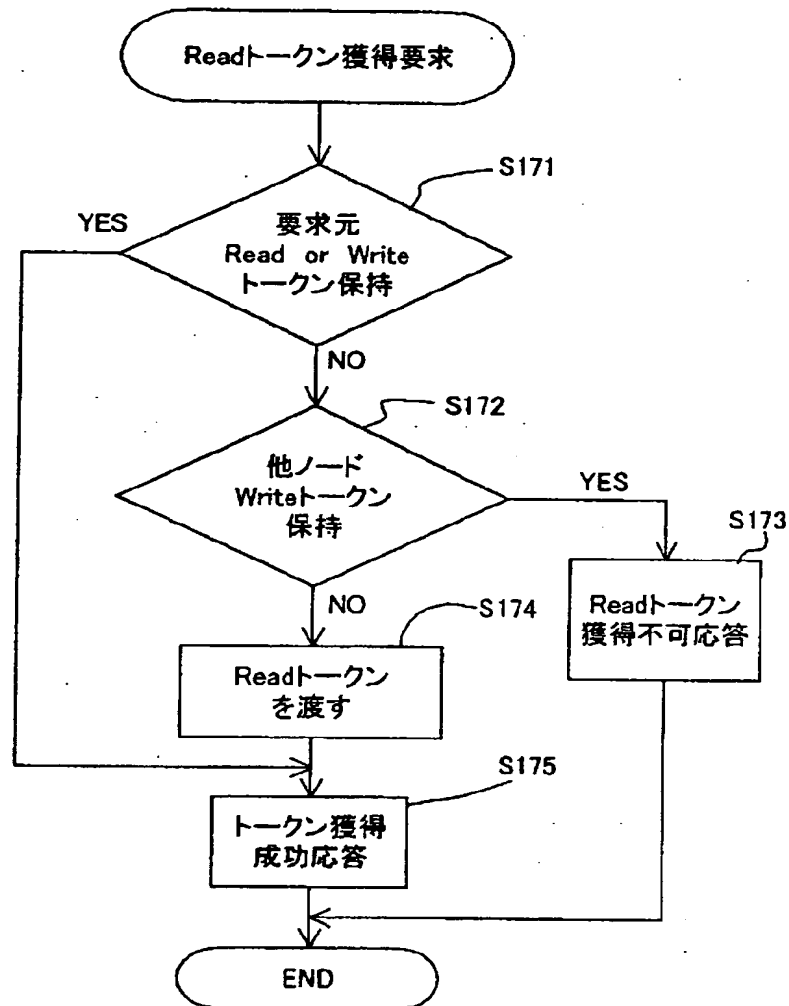 Readトークン獲得要求
S171
YES
要求元
Read or Write
トークン保持
NO
S172
他ノード
Writeトークン
保持
YES
S173
NO
S174
Readトークン
獲得不可応答
Readトークン
を渡す
S175
トークン獲得
成功応答
END